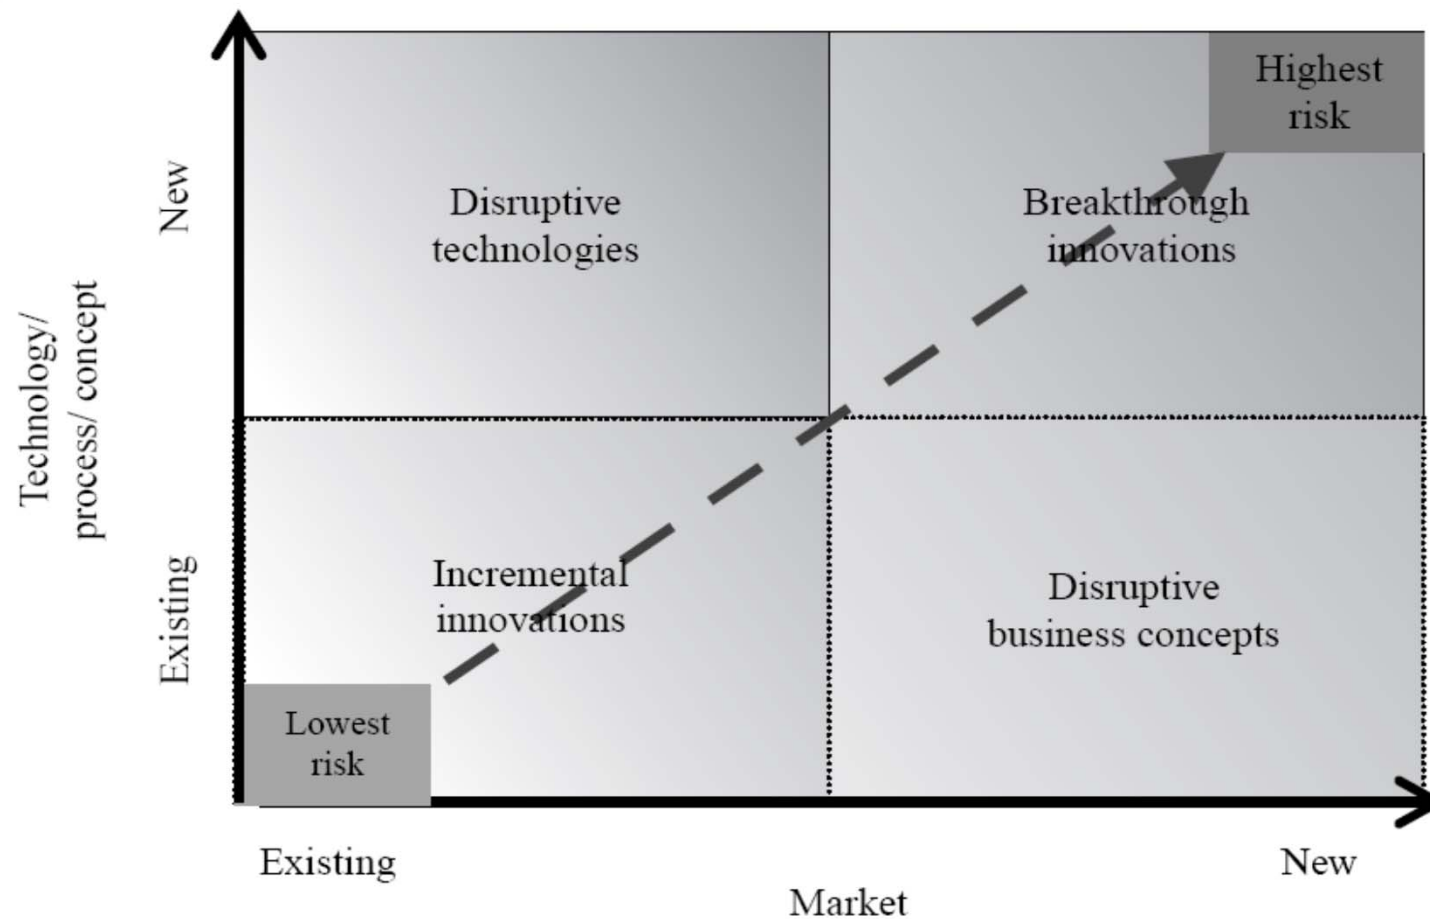 Highest
risk
New
Disruptive
technologies
Breakthrough
innovations
Technology/
process/ concept
Existing
Incremental
innovations
Disruptive
business concepts
Lowest
risk
Existing
New
Market